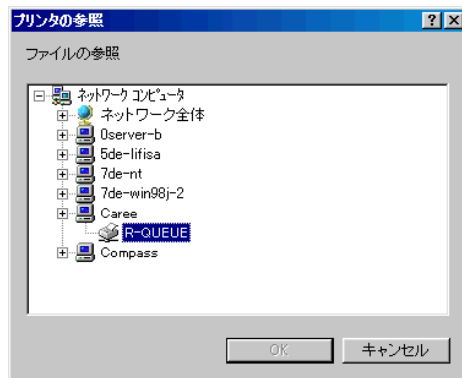 プリンタの参照
ファイルの参照
ネットワーク コンピュータ
ネットワーク全体
0server-b
5de-lifisa
7de-nt
7de-win98j-2
Caree
R-QUEUE
Compass
OK
キャンセル